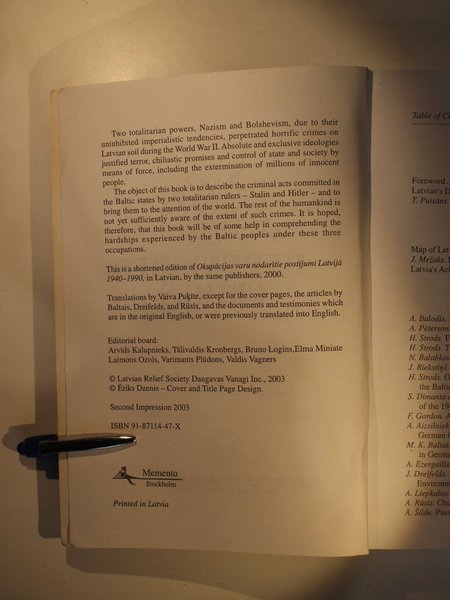 Two totalitarian powers, Nazism and Bolshevism, due to their
uninhibited imperialistic tendencies, perpetrated horrific crimes on
Latvian soil during the World War II. Absolute and exclusive ideologies
justified terror, chiliastic promises and control of state and society by
means of force, including the extermination of millions of innocent
people.
The object of this book is to describe the criminal acts committed in
the Baltic states by two totalitarian rulers – Stalin and Hitler – and to
bring them to the attention of the world. The rest of the humankind is
not yet sufficiently aware of the extent of such crimes. It is hoped,
therefore, that this book will be of some help in comprehending the
hardships experienced by the Baltic peoples under these three
occupations.
This is a shortened edition of Okupācijas varu nodarītie postījumi Latvijā
1940–1990, in Latvian, by the same publishers, 2000.
Translations by Vaiva Puķīte, except for the cover pages, the articles by
Baltais, Dreifelds, and Rūsis, and the documents and testimonies which
are in the original English, or were previously translated into English.
Editorial board:
Arvīds Kalupnieks, Tālivaldis Kronbergs, Bruno Logins, Elma Miniate
Laimons Ozols, Varimants Plūdons, Valdis Vagners
© Latvian Relief Society Daugavas Vanagi Inc., 2003
© Ēriks Dzenis – Cover and Title Page Design.
Second Impression 2003
ISBN 91-87114-47-X
Memento
Stockholm
Printed in Latvia
Table of Co
Foreword
Latvian's D
T. Puisāns.
Map of Lat
J. Mežaks.
Latvia's Ac
A. Balodis.
A. Pēterson
H. Strods. F
H. Strods. T
N. Balabkin
J. Riekstiņš.
H. Strods. O
the Baltic
S. Dimanta
of the 19
F. Gordon. A
A. Aizsilniek
German O
M. K. Baltai
in Germ
A. Ezergailis
J. Dreifelds.
Environm
A. Liepkalns.
A. Rūsis. Chu
Ā. Šilde. Pass